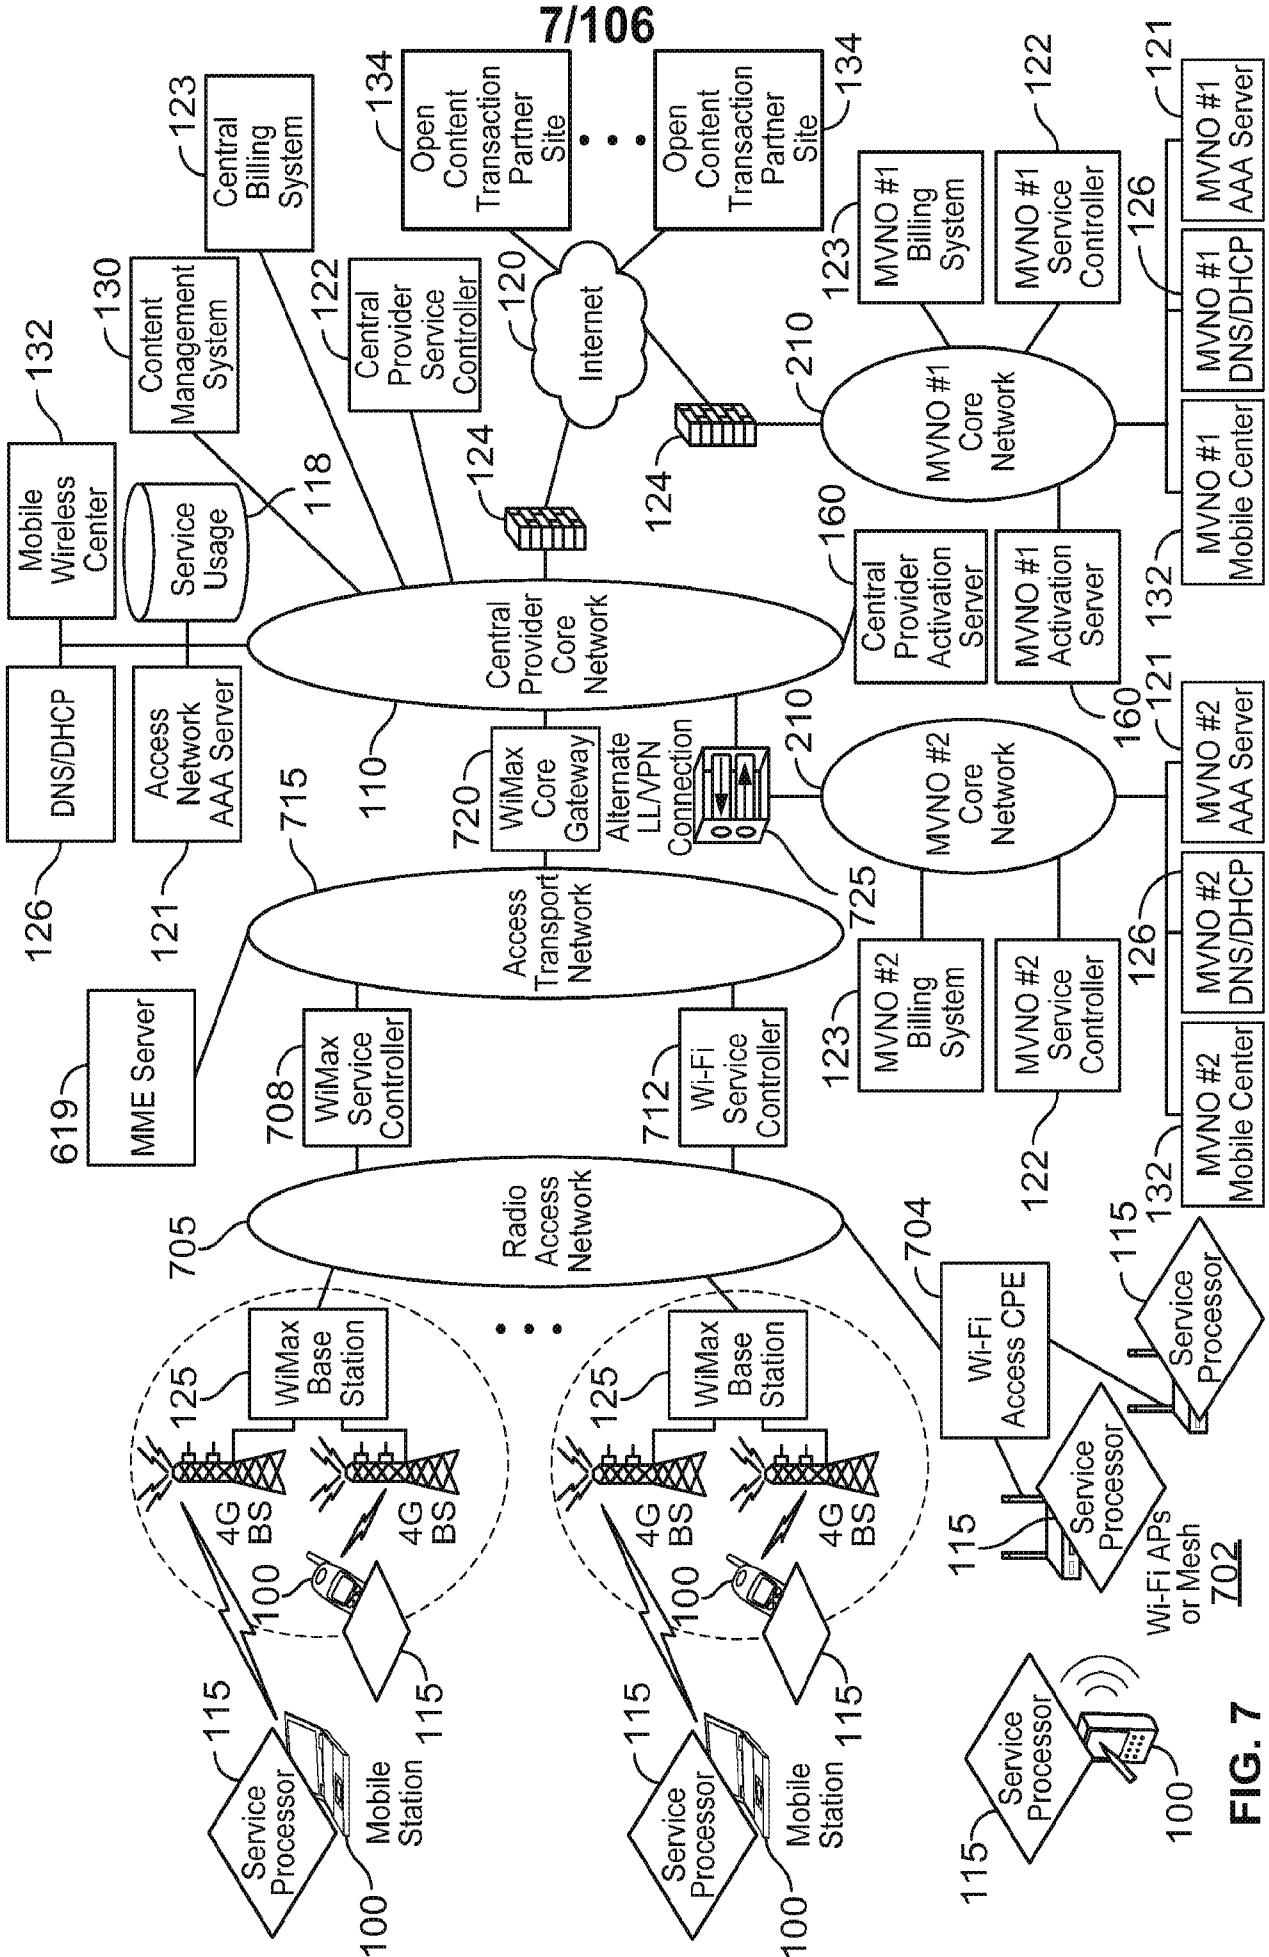 7/106
Mobile
Wireless
Center
132
DNS/DHCP
126
Service
Usage
118
Access
Network
AAA Server
121
Content
Management
System
130
Central
Billing
System
123
Central
Provider
Service
Controller
122
Open
Content
Transaction
Partner
Site
134
Open
Content
Transaction
Partner
Site
134
Internet
120
124
124
Central
Provider
Core
Network
110
WiMax
Core
Gateway
720
Alternate
LL/VPN
Connection
725
Central
Provider
Activation
Server
160
MME Server
619
Access
Transport
Network
715
WiMax
Service
Controller
708
Wi-Fi
Service
Controller
712
Radio
Access
Network
705
WiMax
Base
Station
125
4G
BS
4G
BS
100
115
Service
Processor
115
Mobile
Station
100
WiMax
Base
Station
125
4G
BS
4G
BS
100
115
Service
Processor
115
Mobile
Station
100
Wi-Fi
Access CPE
704
Service
Processor
115
Service
Processor
115
Wi-Fi APs
or Mesh
702
Service
Processor
115
100
MVNO #1
Core
Network
210
MVNO #1
Billing
System
123
MVNO #1
Service
Controller
122
MVNO #1
Activation
Server
160
MVNO #1
AAA Server
121
MVNO #1
DNS/DHCP
126
MVNO #1
Mobile Center
132
MVNO #2
Core
Network
210
MVNO #2
Billing
System
123
MVNO #2
Service
Controller
122
MVNO #2
AAA Server
121
MVNO #2
DNS/DHCP
126
MVNO #2
Mobile Center
132
FIG. 7